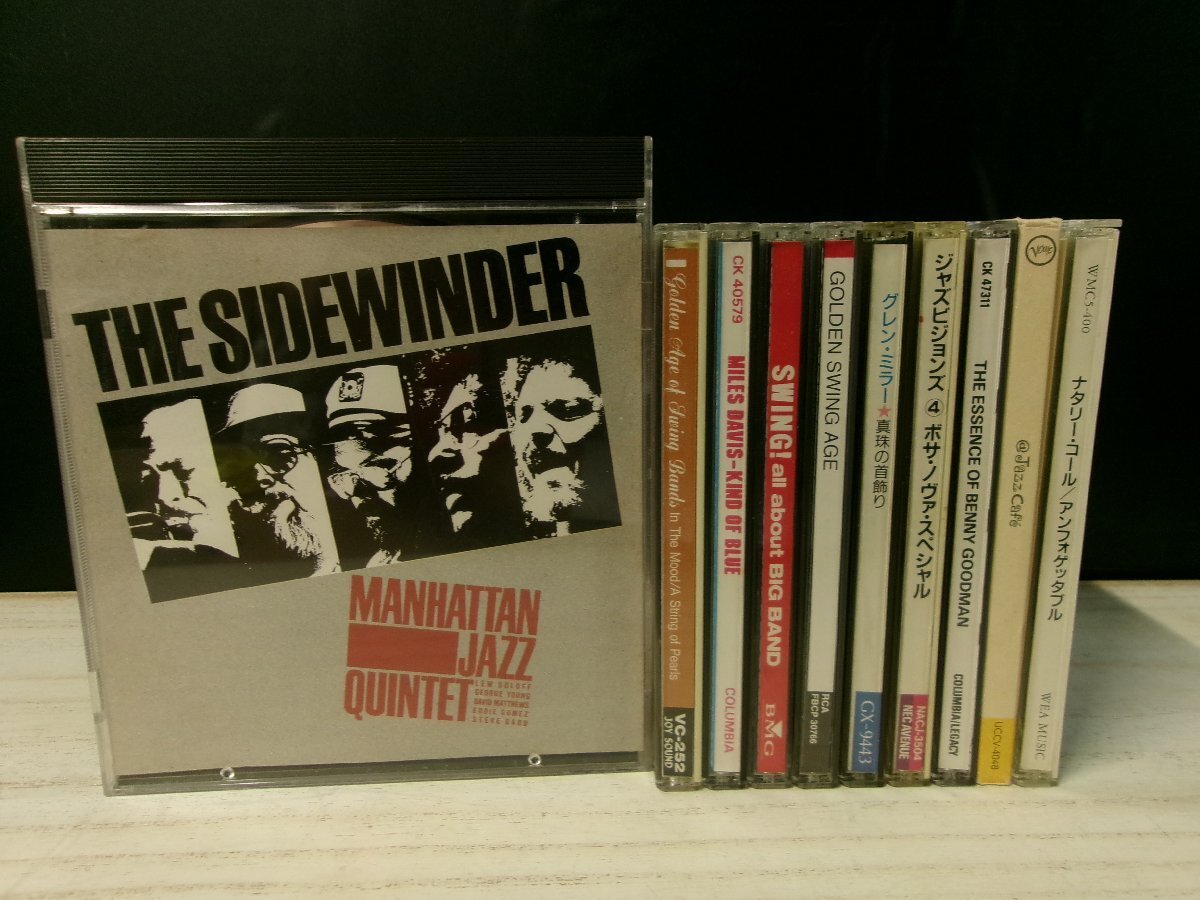 THE SIDEWINDER
MANHATTAN
JAZZ
QUINTET
LEW SOLOFF
GEORGE YOUNG
DAVID MATTHEWS
EDDIE GOMEZ
STEVE GADD
Golden Age of Swing Bands In The Mood/A String of Pearls
VC-252
JOY SOUND
CK 40579
MILES DAVIS-KIND OF BLUE
COLUMBIA
SWING! all about BIG BAND
BMG
GOLDEN SWING AGE
RCA
FBCP 30766
グレン・ミラー★真珠の首飾り
GX-9443
ジャズビジョンズ④ボサ・ノヴァ・スペシャル
NACJ-3504
NEC AVENUE
CK 47311
THE ESSENCE OF BENNY GOODMAN
COLUMBIA/LEGACY
Verve
@Jazz Café
UCCV-4048
WMC5-400
ナタリー・コール/アンフォゲッタブル
WEA MUSIC